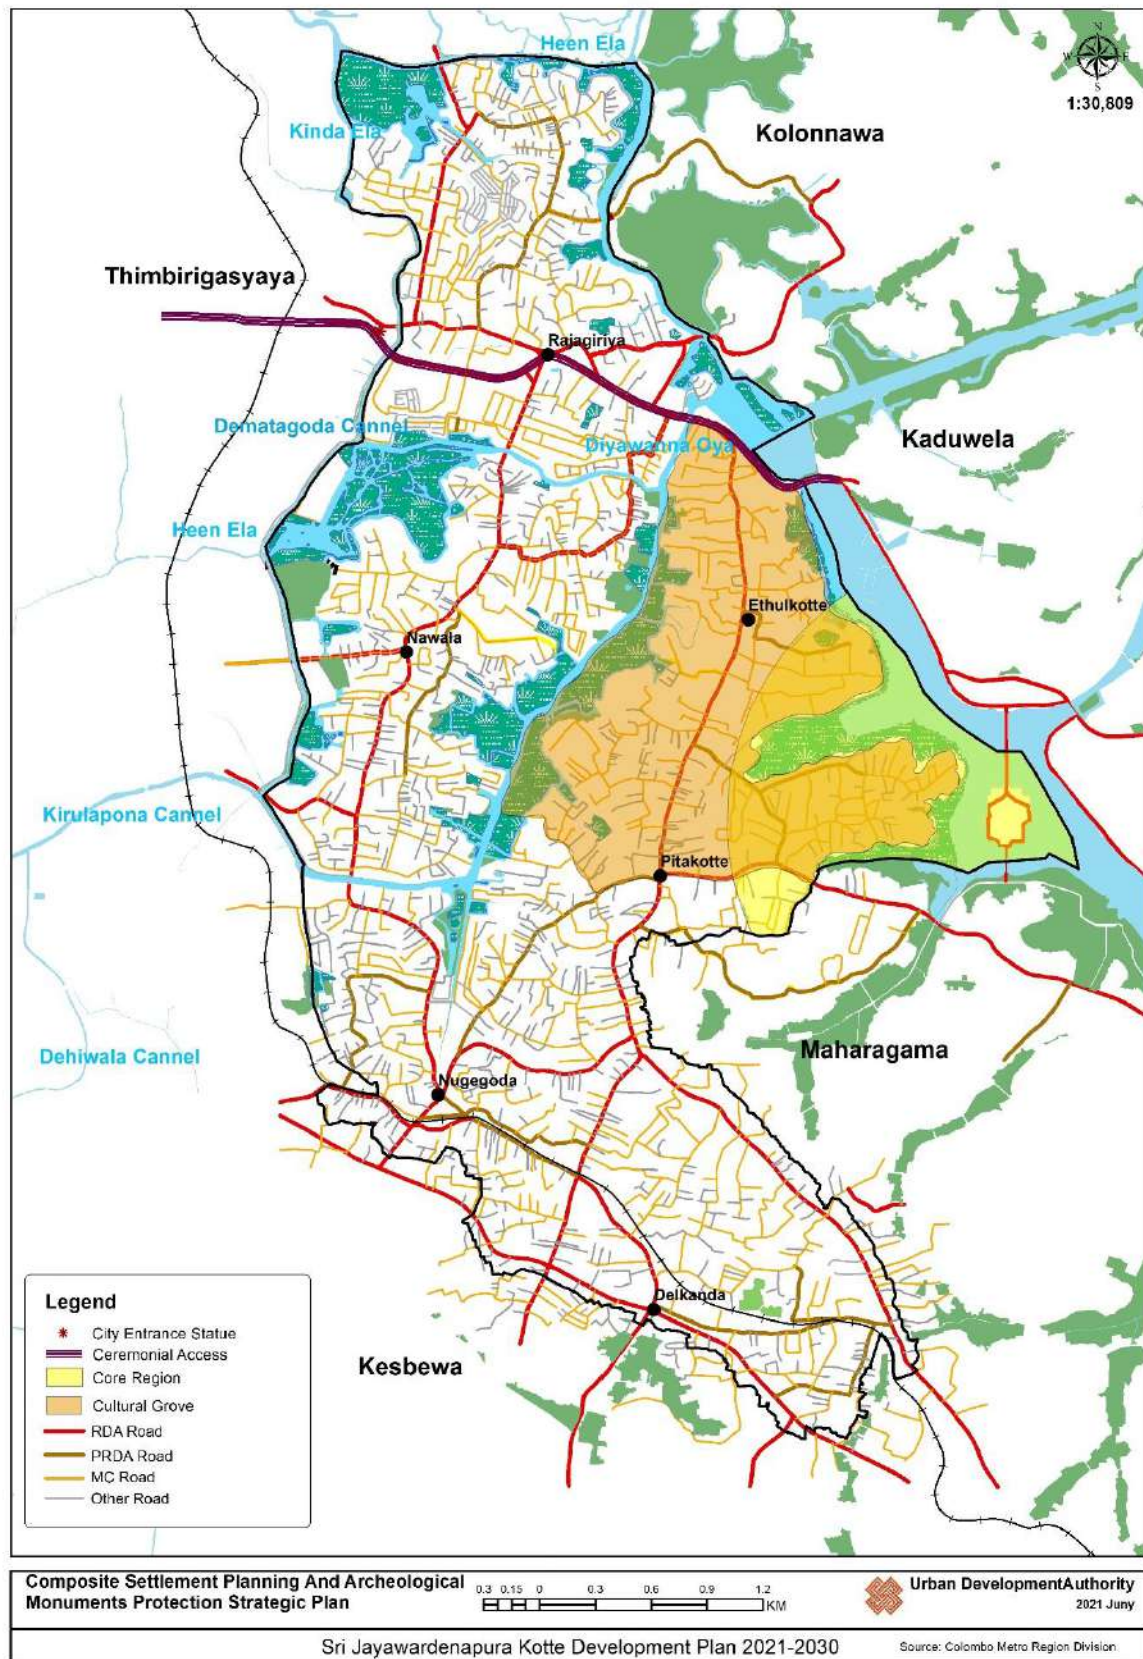 Heen Ela
N
W
E
S
1:30,809
Kinda Ela
Kolonnawa
Thimbirigasyaya
Rajagiriya
Dematagoda Cannel
Diyawanna Oya
Kaduwela
Heen Ela
Ethulkotte
Nawala
Kirulapona Cannel
Pitakotte
Dehiwala Cannel
Maharagama
Nugegoda
Delkanda
Kesbewa
Legend
City Entrance Statue
Ceremonial Access
Core Region
Cultural Grove
RDA Road
PRDA Road
MC Road
Other Road
Composite Settlement Planning And Archeological
Monuments Protection Strategic Plan
0.3 0.15 0 0.3 0.6 0.9 1.2
KM
Urban DevelopmentAuthority
2021 Juny
Sri Jayawardenapura Kotte Development Plan 2021-2030
Source: Colombo Metro Region Division